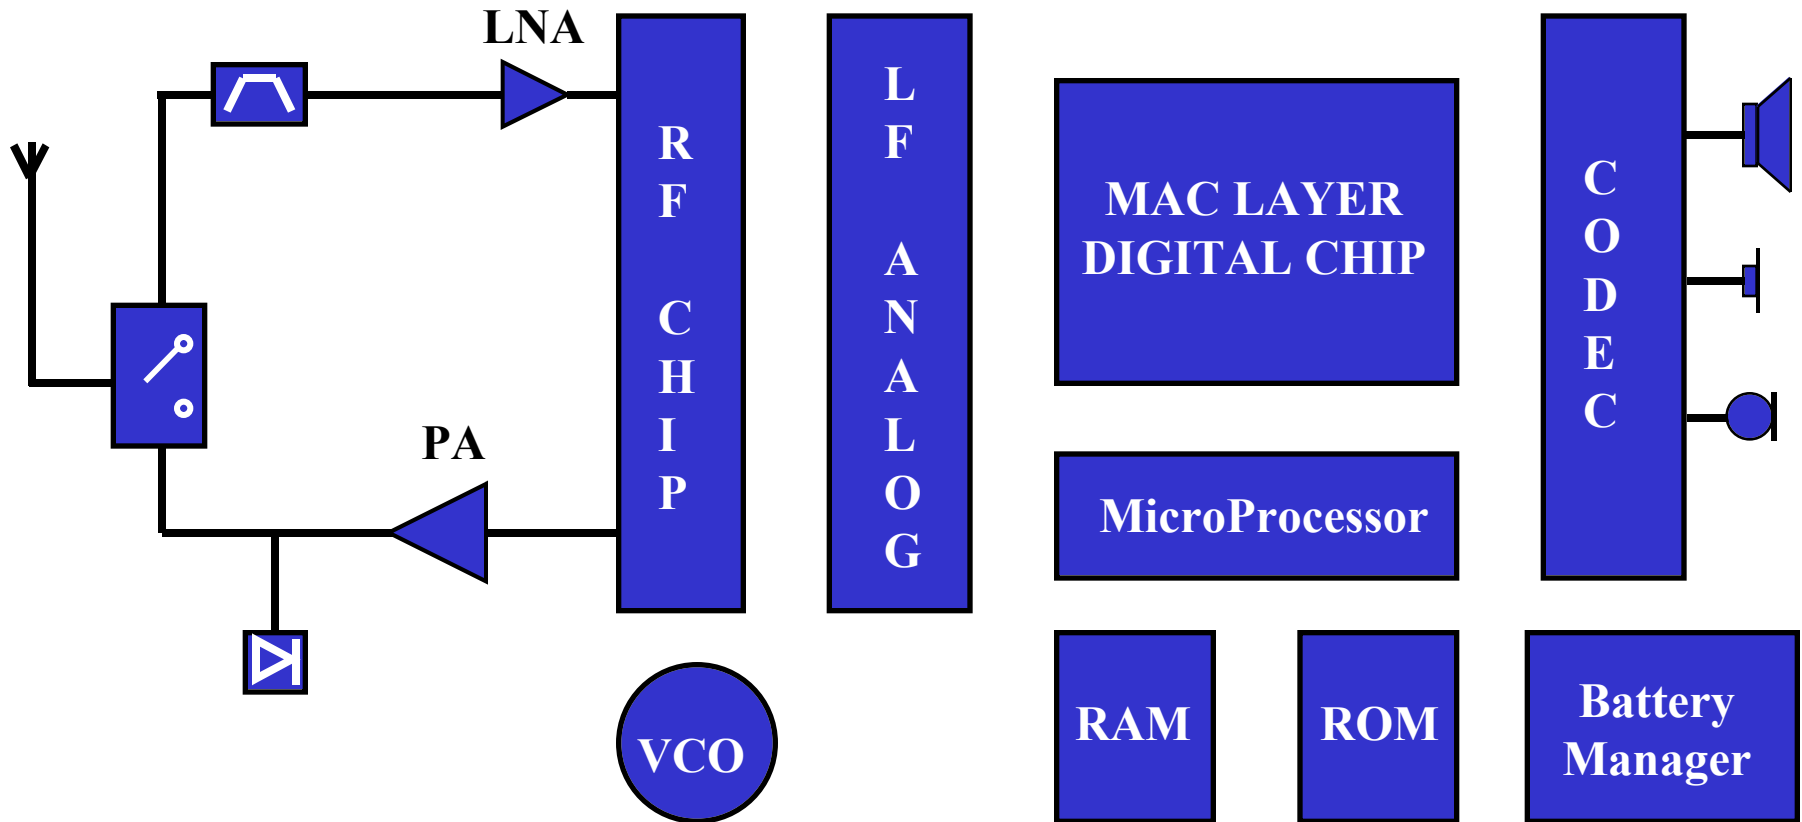 LNA
RF CHIP
LF ANALOG
MAC LAYER
DIGITAL CHIP
CODEC
PA
MicroProcessor
VCO
RAM
ROM
Battery
Manager